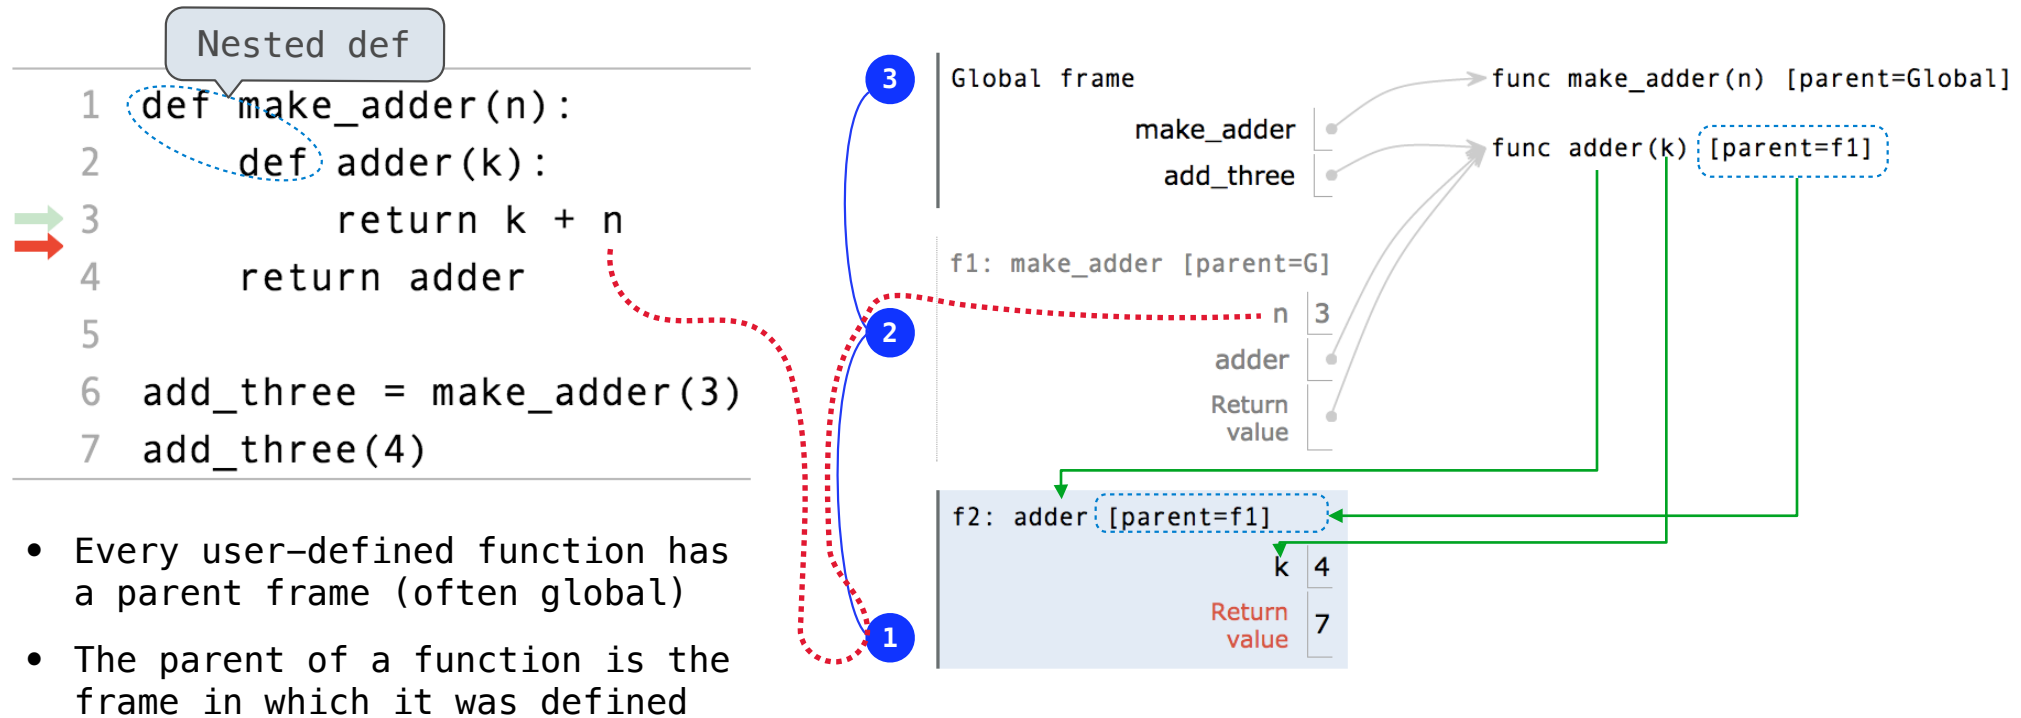 Nested def
1 def make_adder(n):
2     def adder(k):
3         return k + n
4     return adder
5
6 add_three = make_adder(3)
7 add_three(4)
• Every user–defined function has
a parent frame (often global)
• The parent of a function is the
frame in which it was defined
3
Global frame
make_adder
add_three
func make_adder(n) [parent=Global]
func adder(k) [parent=f1]
f1: make_adder [parent=G]
2
n 3
adder
Return
value
f2: adder [parent=f1]
k 4
1
Return
value 7